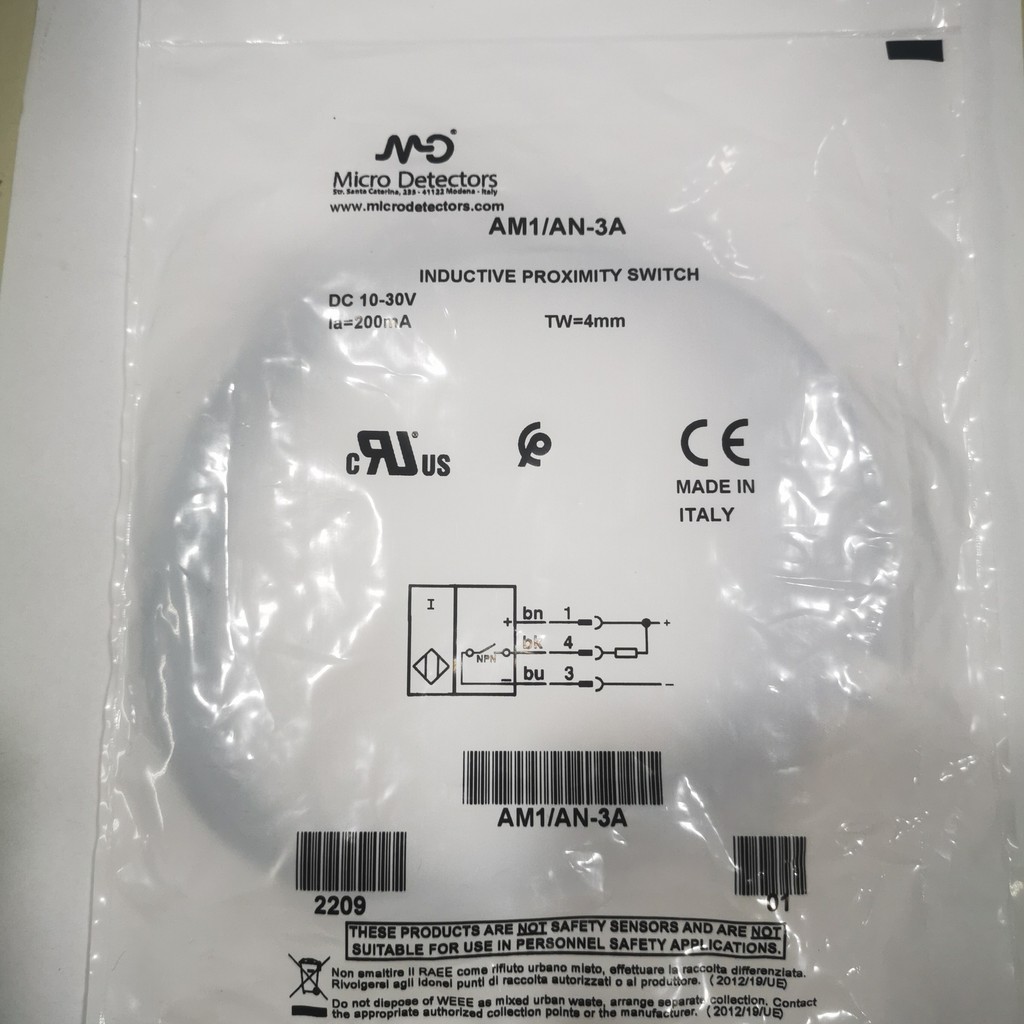 MD®
Micro Detectors
Str. Santa Caterina, 235 - 41122 Modena - Italy
www.microdetectors.com
AM1/AN-3A
INDUCTIVE PROXIMITY SWITCH
DC 10-30V
Ia=200mA TW=4mm
c RU® US
CE
MADE IN
ITALY
I
+ bn 1 +
NPN bk 4
− bu 3 −
AM1/AN-3A
2209 01
THESE PRODUCTS ARE NOT SAFETY SENSORS AND ARE NOT
SUITABLE FOR USE IN PERSONNEL SAFETY APPLICATIONS.
Non smaltire il RAEE come rifiuto urbano misto, effettuare la raccolta differenziata.
Rivolgersi agli idonei punti di raccolta autorizzati o al produttore. (2012/19/UE)
Do not dispose of WEEE as mixed urban waste, arrange separate collection. Contact
the appropriate authorized collection points or the manufacturer. (2012/19/UE)